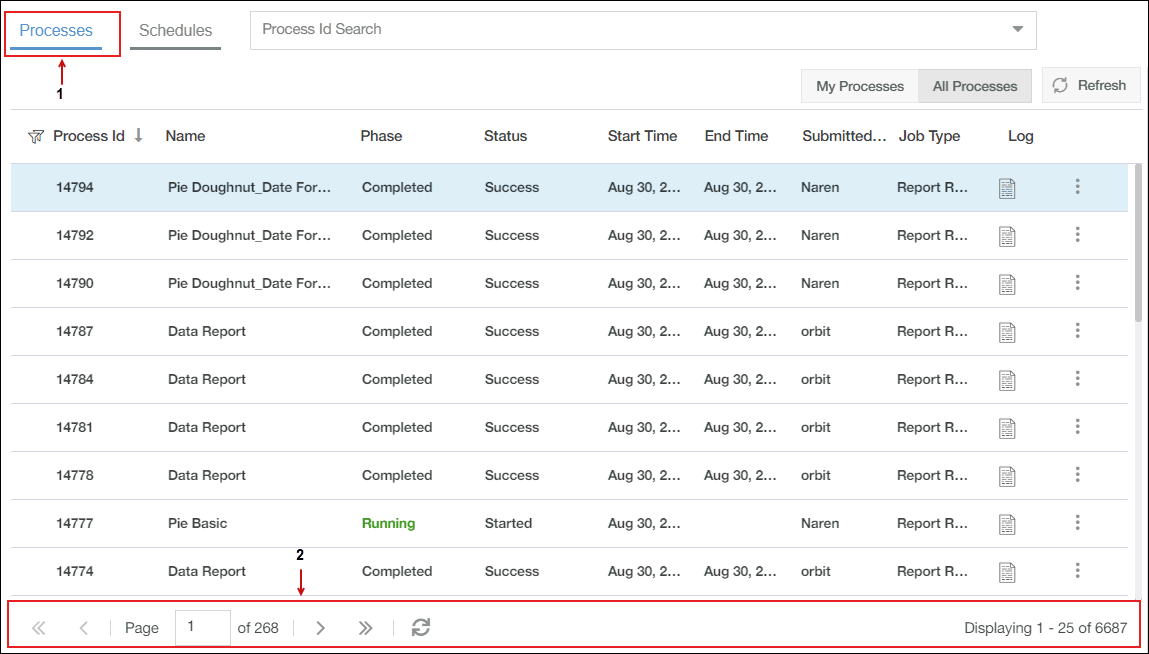 Processes Schedules Process Id Search
1
My Processes All Processes Refresh
Process Id Name Phase Status Start Time End Time Submitted... Job Type Log
14794 Pie Doughnut_Date For... Completed Success Aug 30, 2... Aug 30, 2... Naren Report R...
14792 Pie Doughnut_Date For... Completed Success Aug 30, 2... Aug 30, 2... Naren Report R...
14790 Pie Doughnut_Date For... Completed Success Aug 30, 2... Aug 30, 2... Naren Report R...
14787 Data Report Completed Success Aug 30, 2... Aug 30, 2... orbit Report R...
14784 Data Report Completed Success Aug 30, 2... Aug 30, 2... orbit Report R...
14781 Data Report Completed Success Aug 30, 2... Aug 30, 2... orbit Report R...
14778 Data Report Completed Success Aug 30, 2... Aug 30, 2... orbit Report R...
14777 Pie Basic Running Started Aug 30, 2... Naren Report R...
2
14774 Data Report Completed Success Aug 30, 2... Aug 30, 2... orbit Report R...
Page 1 of 268 Displaying 1 - 25 of 6687